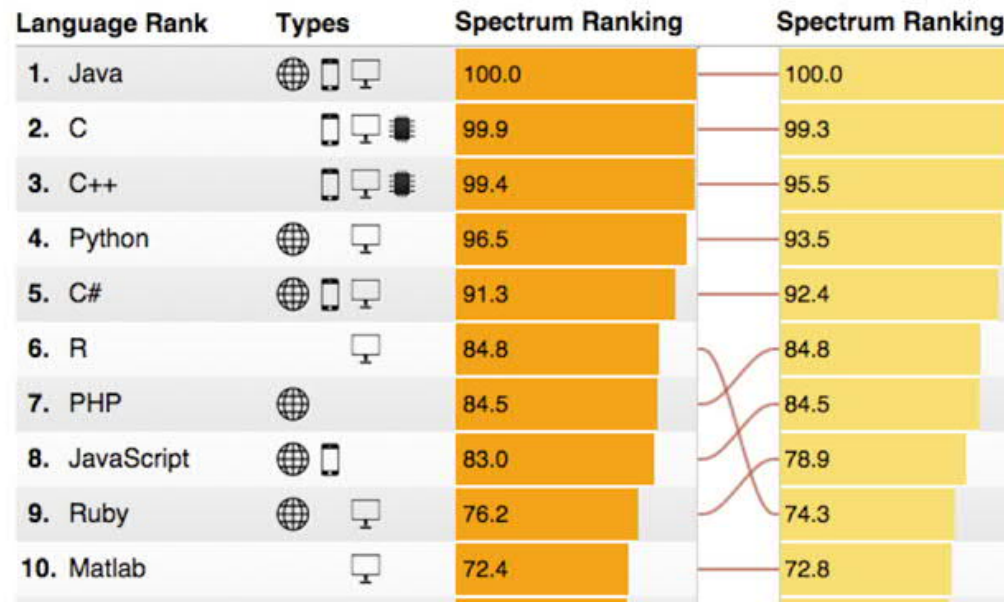 Language Rank Types Spectrum Ranking Spectrum Ranking
1. Java 100.0 100.0
2. C 99.9 99.3
3. C++ 99.4 95.5
4. Python 96.5 93.5
5. C# 91.3 92.4
6. R 84.8 84.8
7. PHP 84.5 84.5
8. JavaScript 83.0 78.9
9. Ruby 76.2 74.3
10. Matlab 72.4 72.8